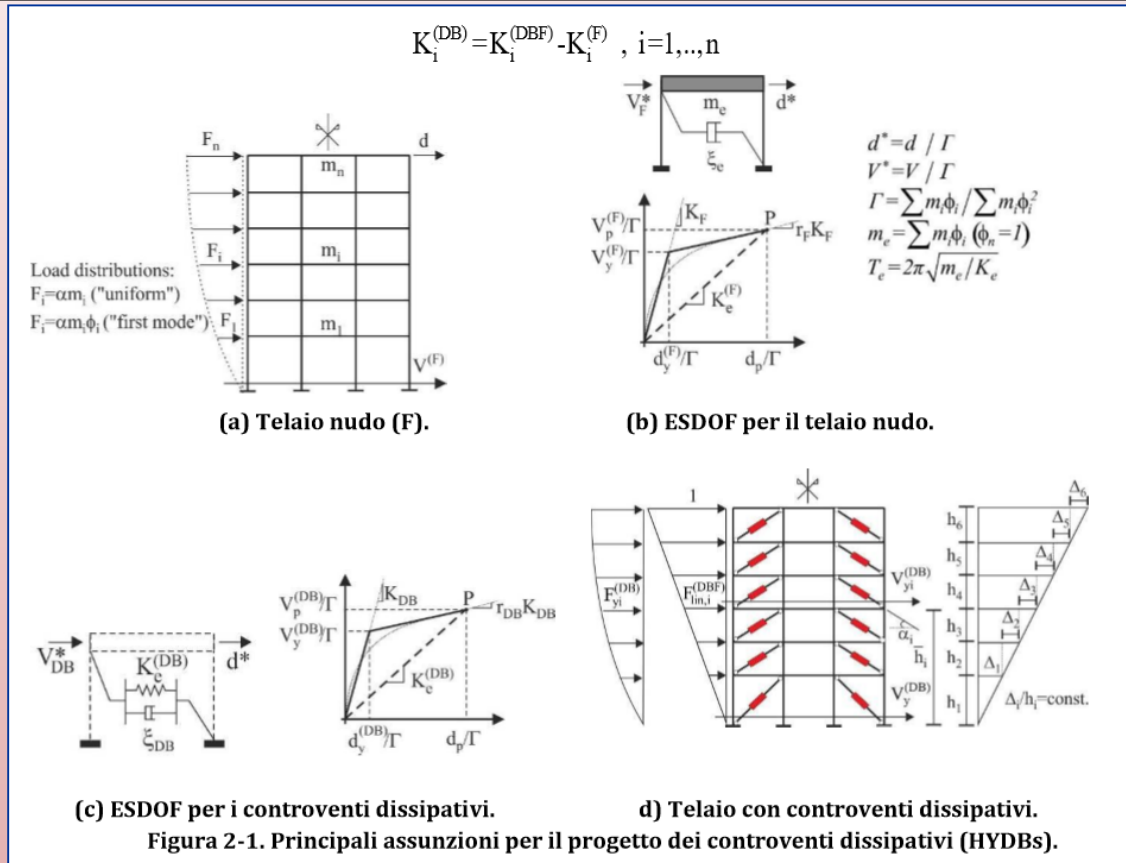 K_i^(DB)=K_i^(DBF)-K_i^(F) , i=1,..,n
F_n
d
m_n
F_i
m_i
Load distributions:
F_i=αm_i ("uniform")
F_i=αm_iϕ_i ("first mode")
F_1
m_1
V^(F)
(a) Telaio nudo (F).
V_F^*
m_e
d*
ξ_e
V_p^(F)/Γ
K_F
P
r_F K_F
V_y^(F)/Γ
K_e^(F)
d_y^(F)/Γ
d_p/Γ
d*=d / Γ
V*=V / Γ
Γ=∑m_iϕ_i/∑m_iϕ_i^2
m_e=∑m_iϕ_i (ϕ_n=1)
T_e=2π√m_e/K_e
(b) ESDOF per il telaio nudo.
V_DB^*
K_e^(DB)
d*
ξ_DB
V_p^(DB)/Γ
K_DB
P
r_DB K_DB
V_y^(DB)/Γ
K_e^(DB)
d_y^(DB)/Γ
d_p/Γ
(c) ESDOF per i controventi dissipativi.
1
F_yi^(DB)
F_lin,i^(DBF)
V_yi^(DB)
α_i
h̄_i
V_y^(DB)
h_6
h_5
h_4
h_3
h_2
h_1
Δ_6
Δ_5
Δ_4
Δ_3
Δ_2
Δ_1
Δ_i/h_i=const.
d) Telaio con controventi dissipativi.
Figura 2-1. Principali assunzioni per il progetto dei controventi dissipativi (HYDBs).